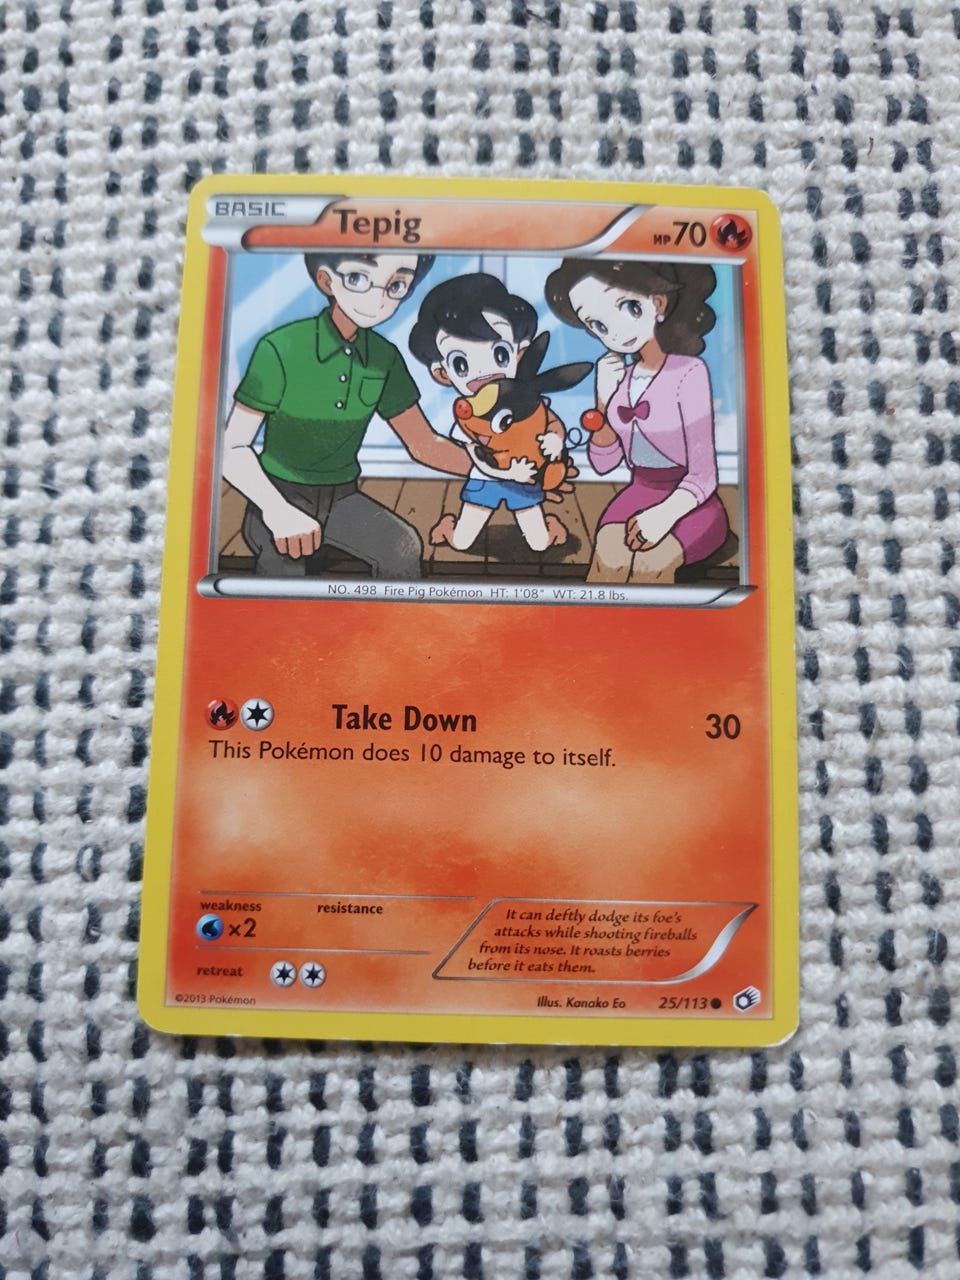 BASIC Tepig HP 70
NO. 498 Fire Pig Pokémon HT: 1'08" WT: 21.8 lbs.
Take Down 30
This Pokémon does 10 damage to itself.
weakness resistance
×2
retreat
It can deftly dodge its foe's
attacks while shooting fireballs
from its nose. It roasts berries
before it eats them.
©2013 Pokémon Illus. Kanako Eo 25/113